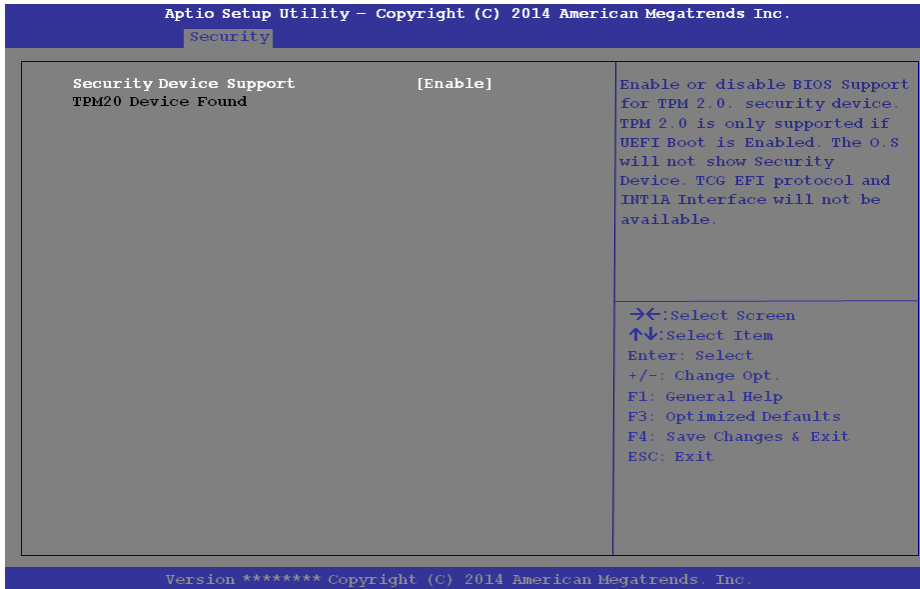 Aptio Setup Utility – Copyright (C) 2014 American Megatrends Inc.
Security
Security Device Support [Enable]
TPM20 Device Found
Enable or disable BIOS Support
for TPM 2.0. security device.
TPM 2.0 is only supported if
UEFI Boot is Enabled. The O.S
will not show Security
Device. TCG EFI protocol and
INT1A Interface will not be
available.
→←:Select Screen
↑↓:Select Item
Enter: Select
+/-: Change Opt.
F1: General Help
F3: Optimized Defaults
F4: Save Changes & Exit
ESC: Exit
Version ******** Copyright (C) 2014 American Megatrends. Inc.